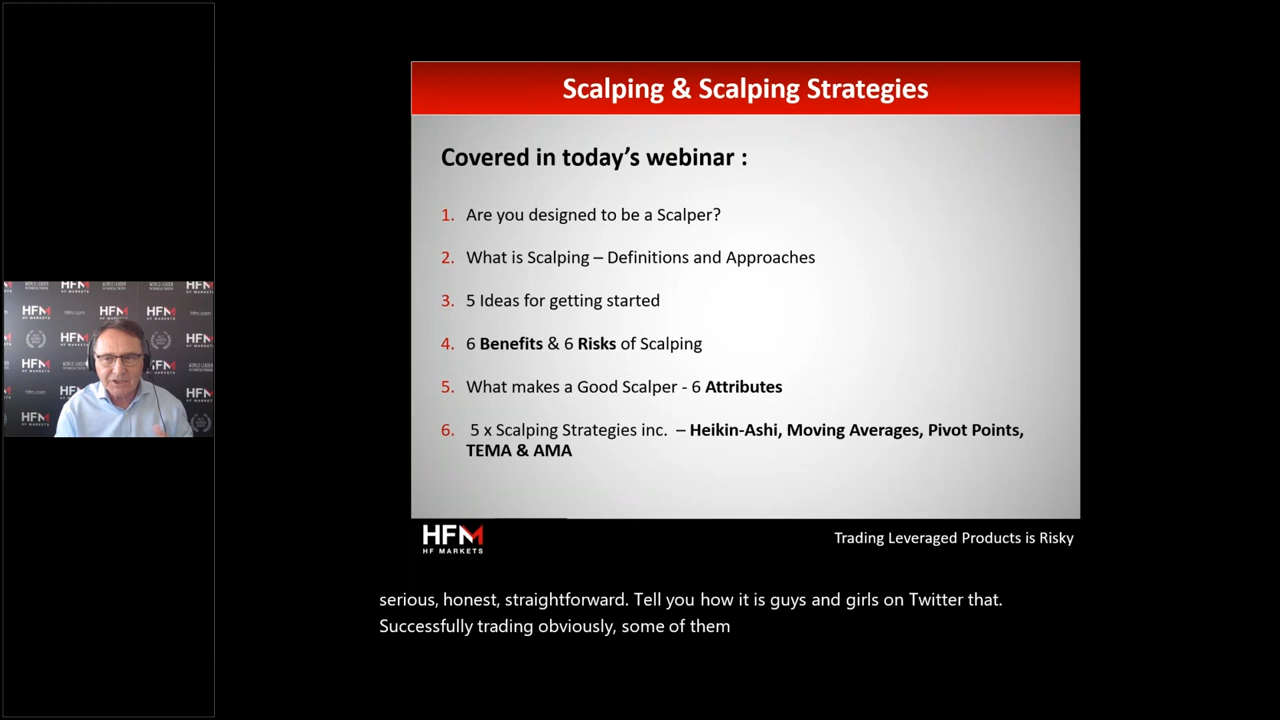 Scalping & Scalping Strategies
Covered in today’s webinar :
1. Are you designed to be a Scalper?
2. What is Scalping – Definitions and Approaches
3. 5 Ideas for getting started
4. 6 Benefits & 6 Risks of Scalping
5. What makes a Good Scalper - 6 Attributes
6. 5 x Scalping Strategies inc. – Heikin-Ashi, Moving Averages, Pivot Points,
TEMA & AMA
HFM
HF MARKETS
Trading Leveraged Products is Risky
serious, honest, straightforward. Tell you how it is guys and girls on Twitter that.
Successfully trading obviously, some of them